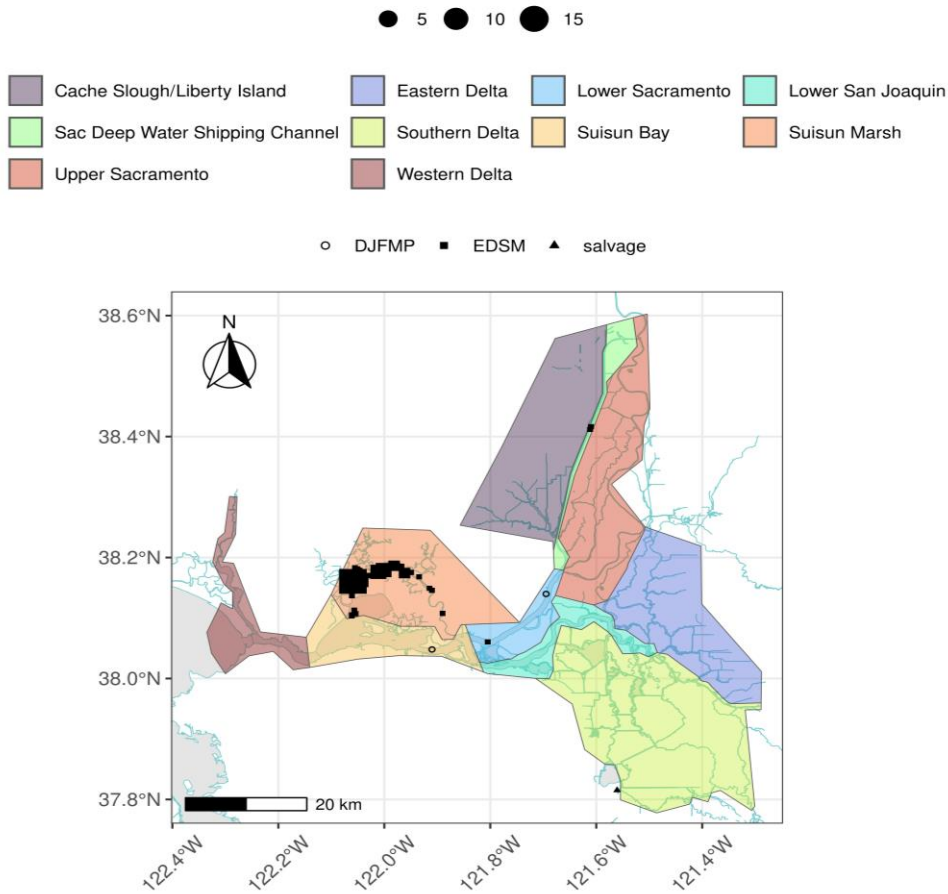 5 10 15
Cache Slough/Liberty Island Eastern Delta Lower Sacramento Lower San Joaquin
Sac Deep Water Shipping Channel Southern Delta Suisun Bay Suisun Marsh
Upper Sacramento Western Delta
DJFMP EDSM salvage
38.6°N
N
38.4°N
38.2°N
38.0°N
37.8°N
20 km
122.4°W 122.2°W 122.0°W 121.8°W 121.6°W 121.4°W